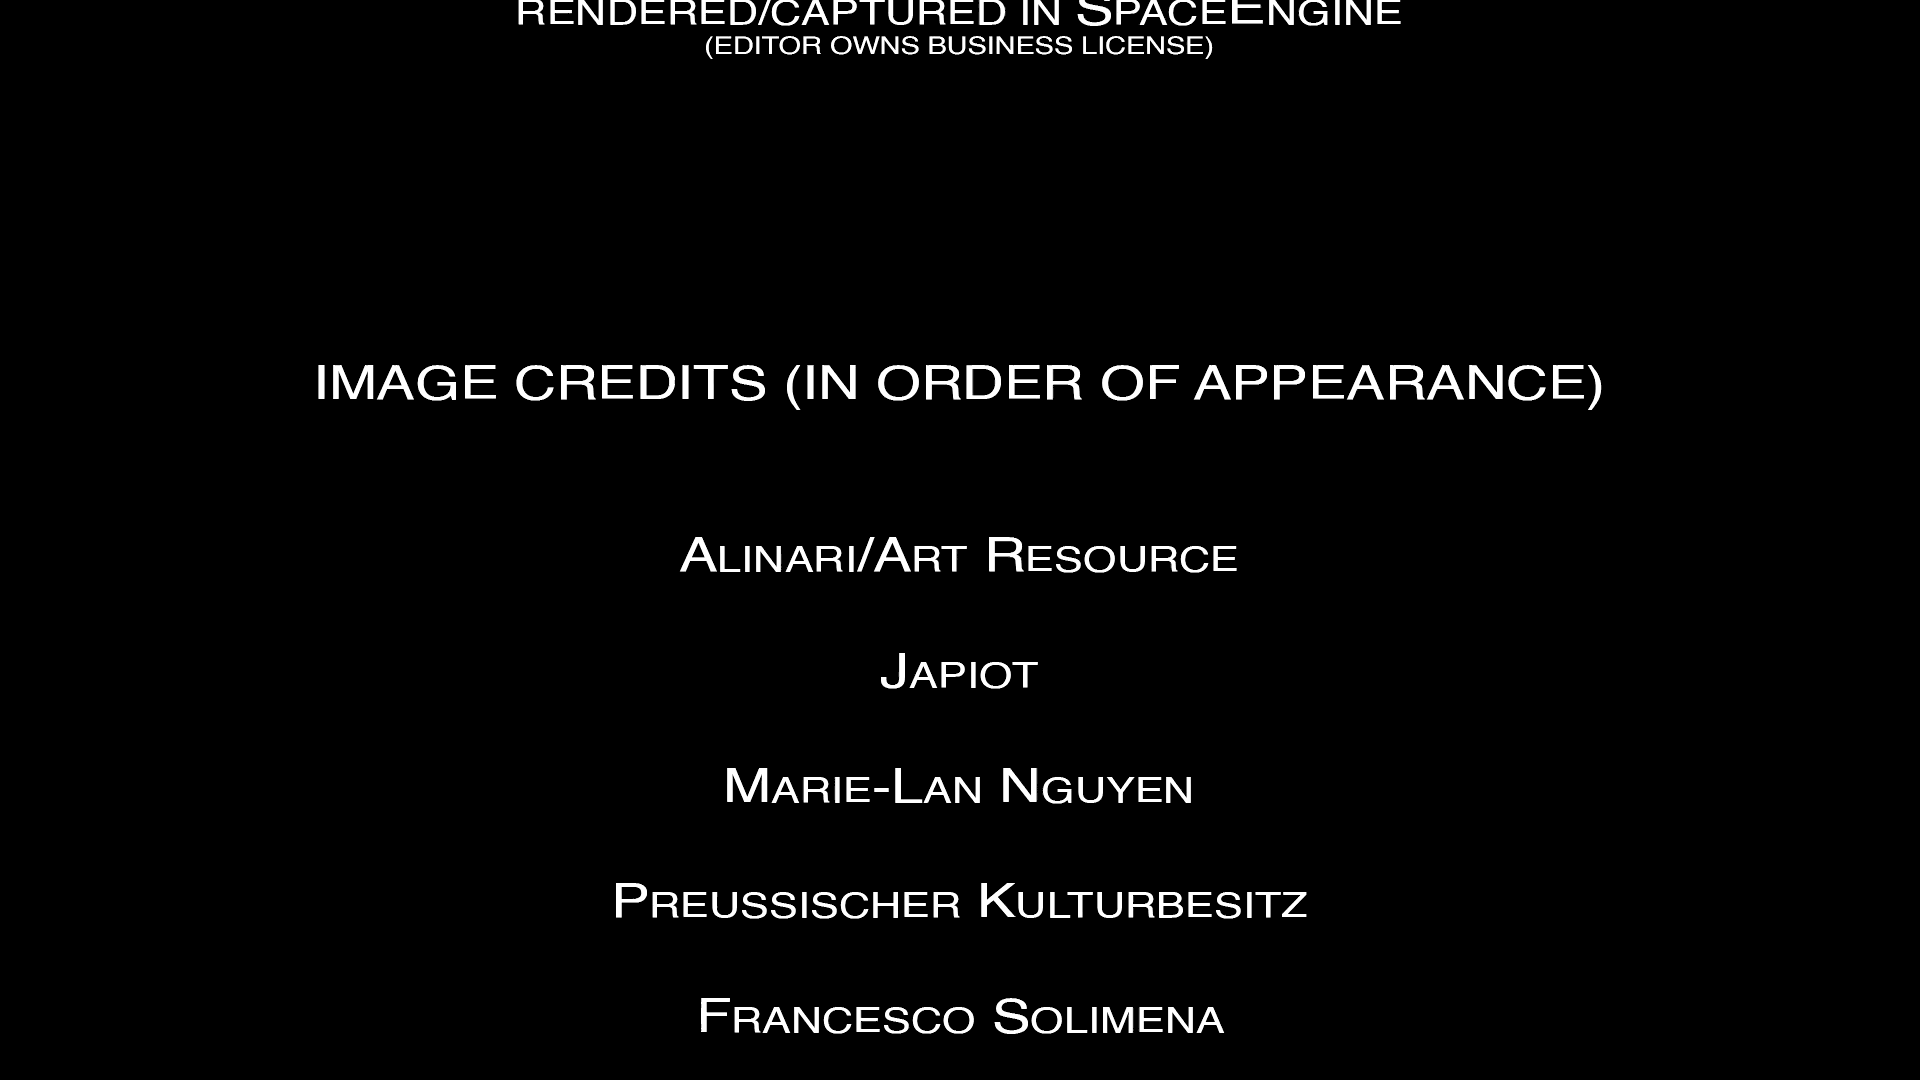 RENDERED/CAPTURED IN SPACEENGINE
(EDITOR OWNS BUSINESS LICENSE)
IMAGE CREDITS (IN ORDER OF APPEARANCE)
ALINARI/ART RESOURCE
JAPIOT
MARIE-LAN NGUYEN
PREUSSISCHER KULTURBESITZ
FRANCESCO SOLIMENA